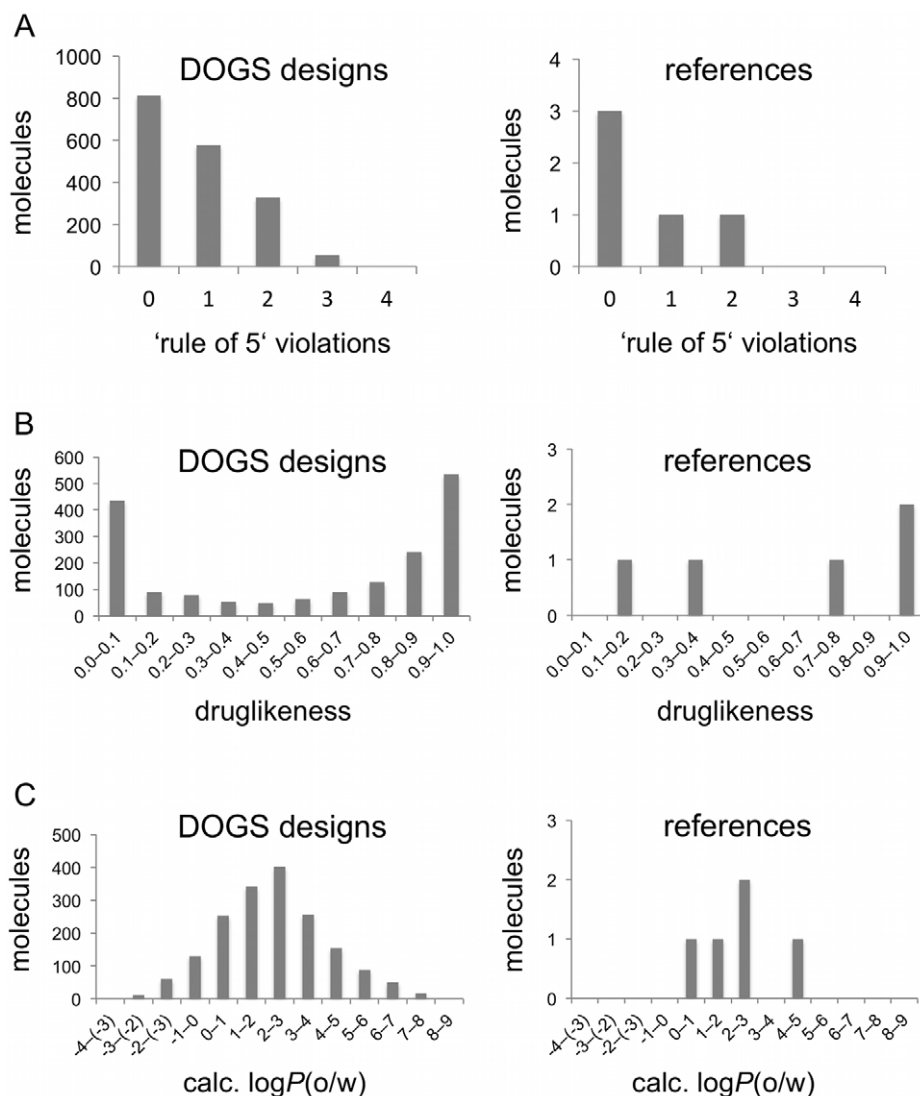 A
DOGS designs
references
molecules
1000
800
600
400
200
0
0 1 2 3 4
'rule of 5' violations
molecules
4
3
2
1
0
0 1 2 3 4
'rule of 5' violations
B
DOGS designs
references
molecules
600
500
400
300
200
100
0
0.0–0.1 0.1–0.2 0.2–0.3 0.3–0.4 0.4–0.5 0.5–0.6 0.6–0.7 0.7–0.8 0.8–0.9 0.9–1.0
druglikeness
molecules
3
2
1
0
0.0–0.1 0.1–0.2 0.2–0.3 0.3–0.4 0.4–0.5 0.5–0.6 0.6–0.7 0.7–0.8 0.8–0.9 0.9–1.0
druglikeness
C
DOGS designs
references
molecules
500
400
300
200
100
0
-4–(-3) -3–(-2) -2–(-3) -1–0 0–1 1–2 2–3 3–4 4–5 5–6 6–7 7–8 8–9
calc. logP(o/w)
molecules
3
2
1
0
-4–(-3) -3–(-2) -2–(-3) -1–0 0–1 1–2 2–3 3–4 4–5 5–6 6–7 7–8 8–9
calc. logP(o/w)